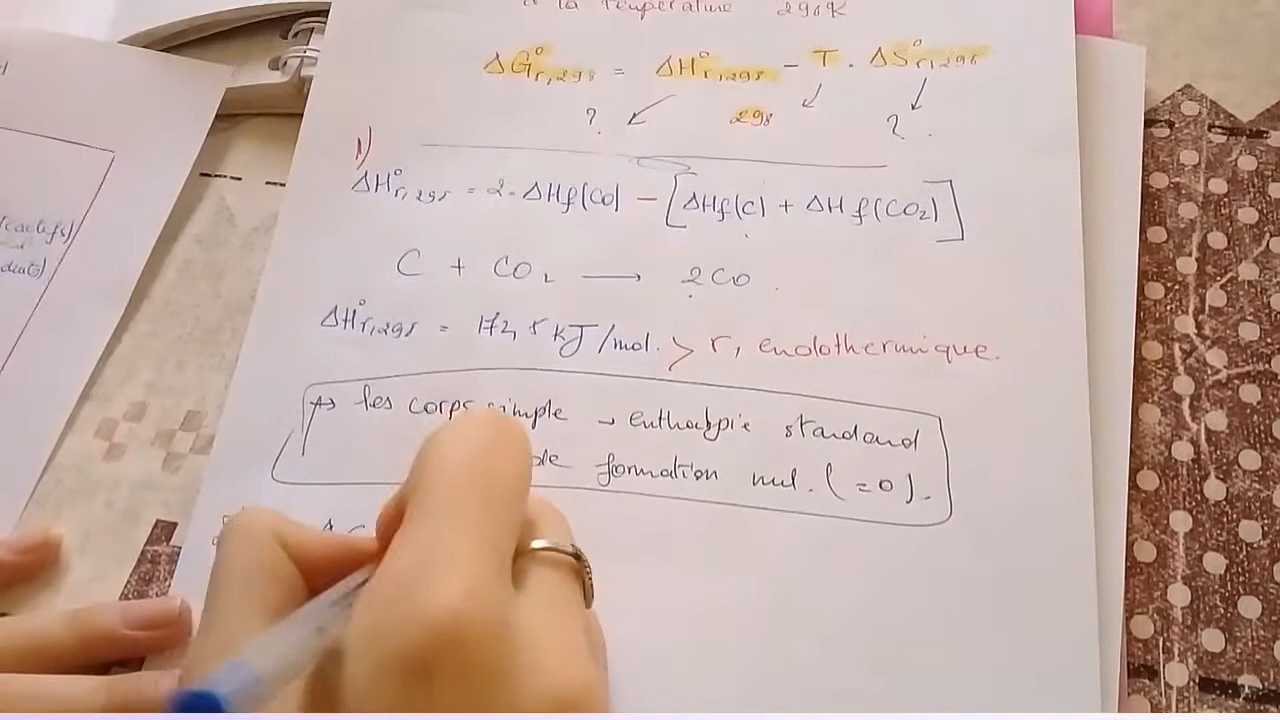 à la température 298K
ΔG°r,298 = ΔH°r,298 - T . ΔS°r,298
? 298 ?
1)
ΔH°r,298 = 2. ΔHf(CO) - [ΔHf(C) + ΔHf(CO2)]
C + CO2 → 2CO
ΔH°r,298 = 172,5 kJ/mol. > r, endothermique.
→ les corps simple → enthalpie standard
de formation nul. (=0).